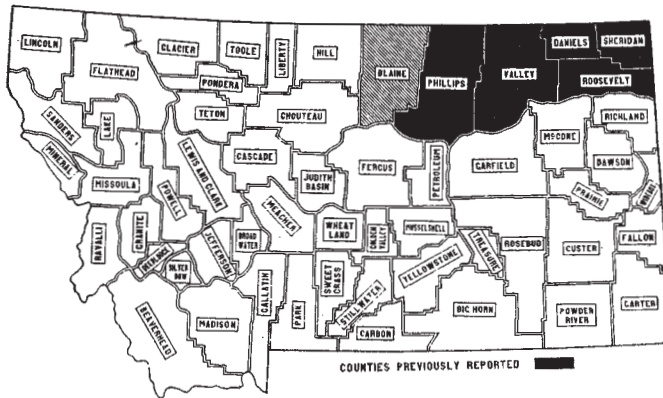 LINCOLN
GLACIER
TOOLE
LIBERTY
HILL
BLAINE
PHILLIPS
VALLEY
DANIELS
SHERIDAN
ROOSEVELT
FLATHEAD
PONDERA
TETON
CHOUTEAU
RICHLAND
SANDERS
LAKE
MINERAL
MISSOULA
POWELL
LEWIS AND CLARK
CASCADE
JUDITH
BASIN
FERGUS
PETROLEUM
GARFIELD
McCONE
DAWSON
PRAIRIE
WIBAUX
RAVALLI
GRANITE
DEER LODGE
SILVER
BOW
JEFFERSON
BROAD
WATER
MEAGHER
WHEAT
LAND
GOLDEN
VALLEY
MUSSELSHELL
TREASURE
ROSEBUD
CUSTER
FALLON
BEAVERHEAD
MADISON
GALLATIN
PARK
SWEET
GRASS
STILLWATER
YELLOWSTONE
CARBON
BIG HORN
POWDER
RIVER
CARTER
COUNTIES PREVIOUSLY REPORTED